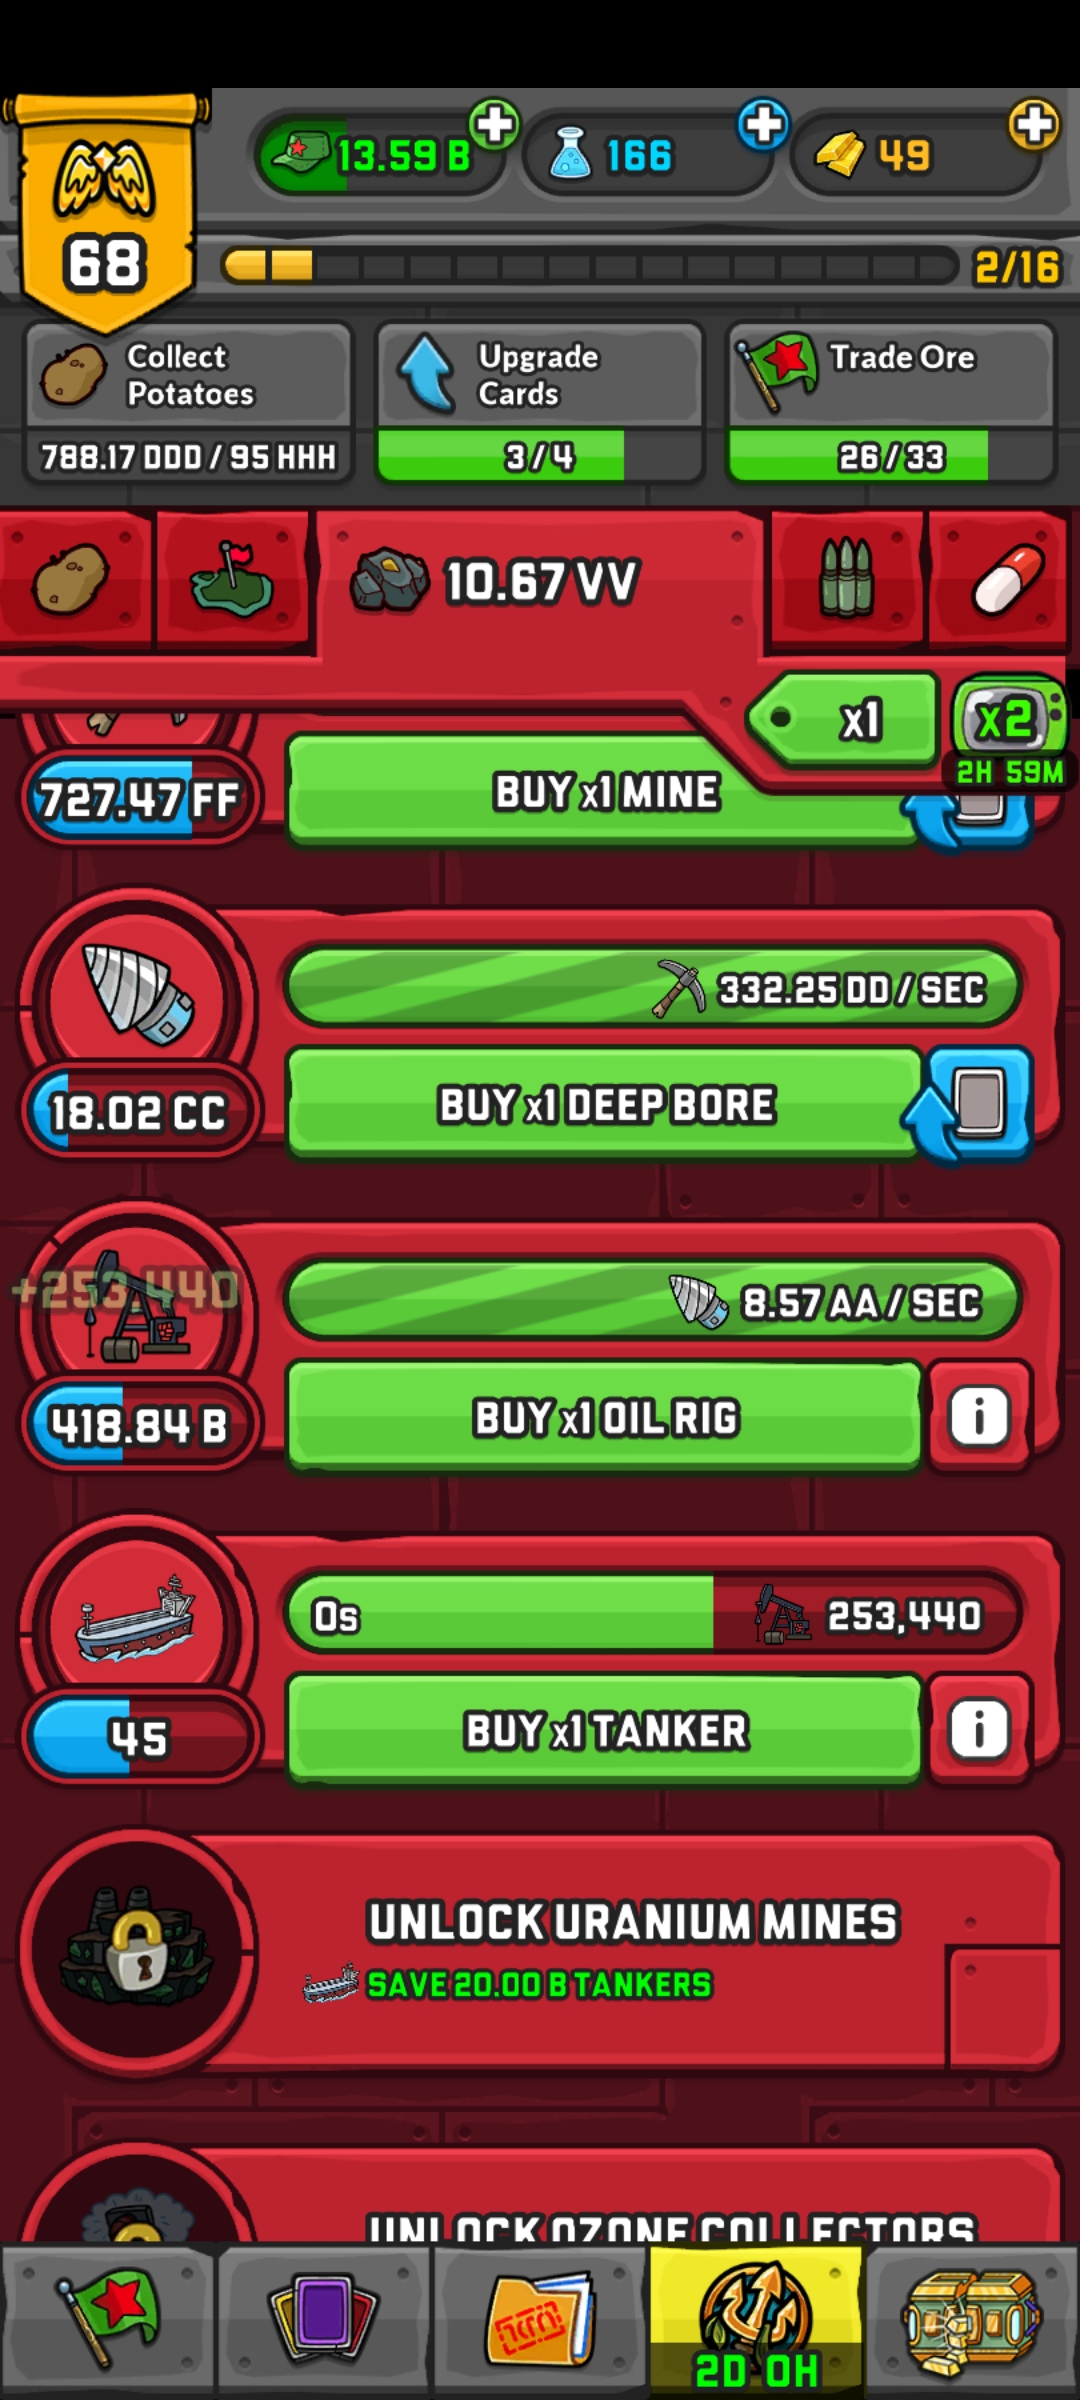 13.59 B
166
49
68
2/16
Collect
Potatoes
788.17 DDD / 95 HHH
Upgrade
Cards
3/4
Trade Ore
26/33
10.67 VV
x1
x2
2H 59M
727.47 FF
BUY x1 MINE
332.25 DD / SEC
18.02 CC
BUY x1 DEEP BORE
+253,440
8.57 AA / SEC
418.84 B
BUY x1 OIL RIG
i
0s
253,440
45
BUY x1 TANKER
i
UNLOCK URANIUM MINES
SAVE 20.00 B TANKERS
UNLOCK OZONE COLLECTORS
2D 0H